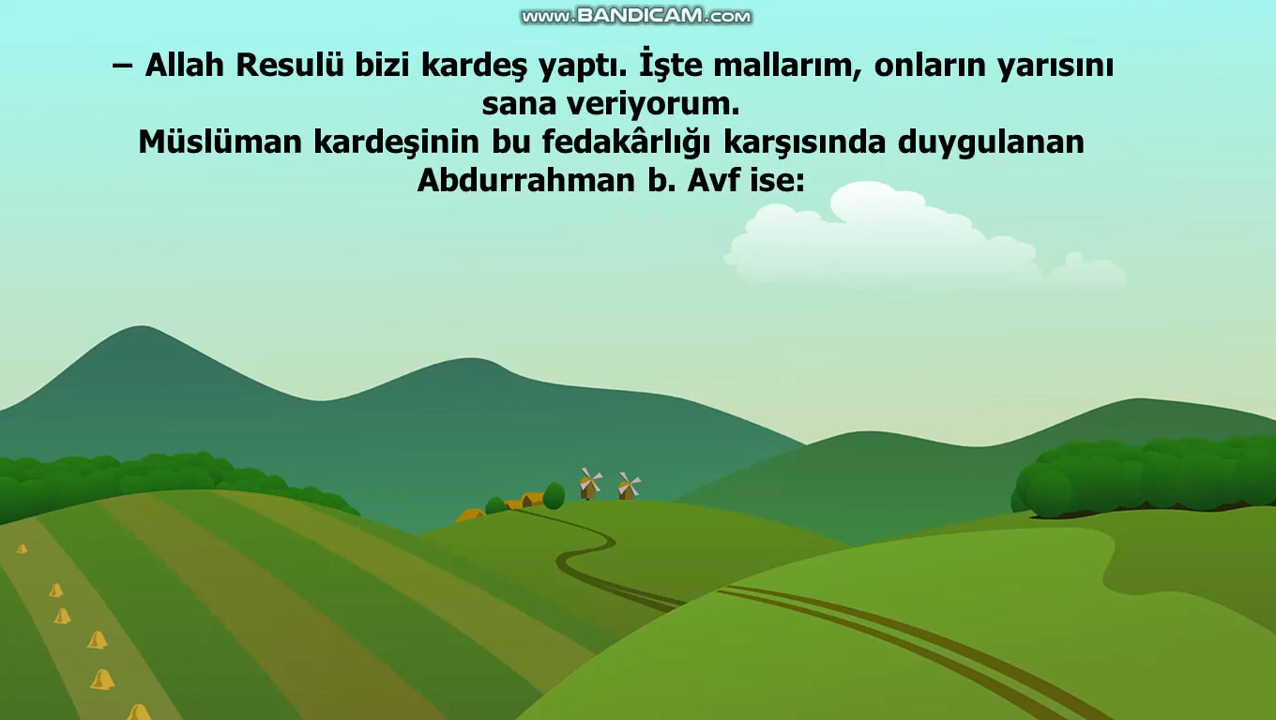 www.BANDICAM.com
– Allah Resulü bizi kardeş yaptı. İşte mallarım, onların yarısını
sana veriyorum.
Müslüman kardeşinin bu fedakârlığı karşısında duygulanan
Abdurrahman b. Avf ise: